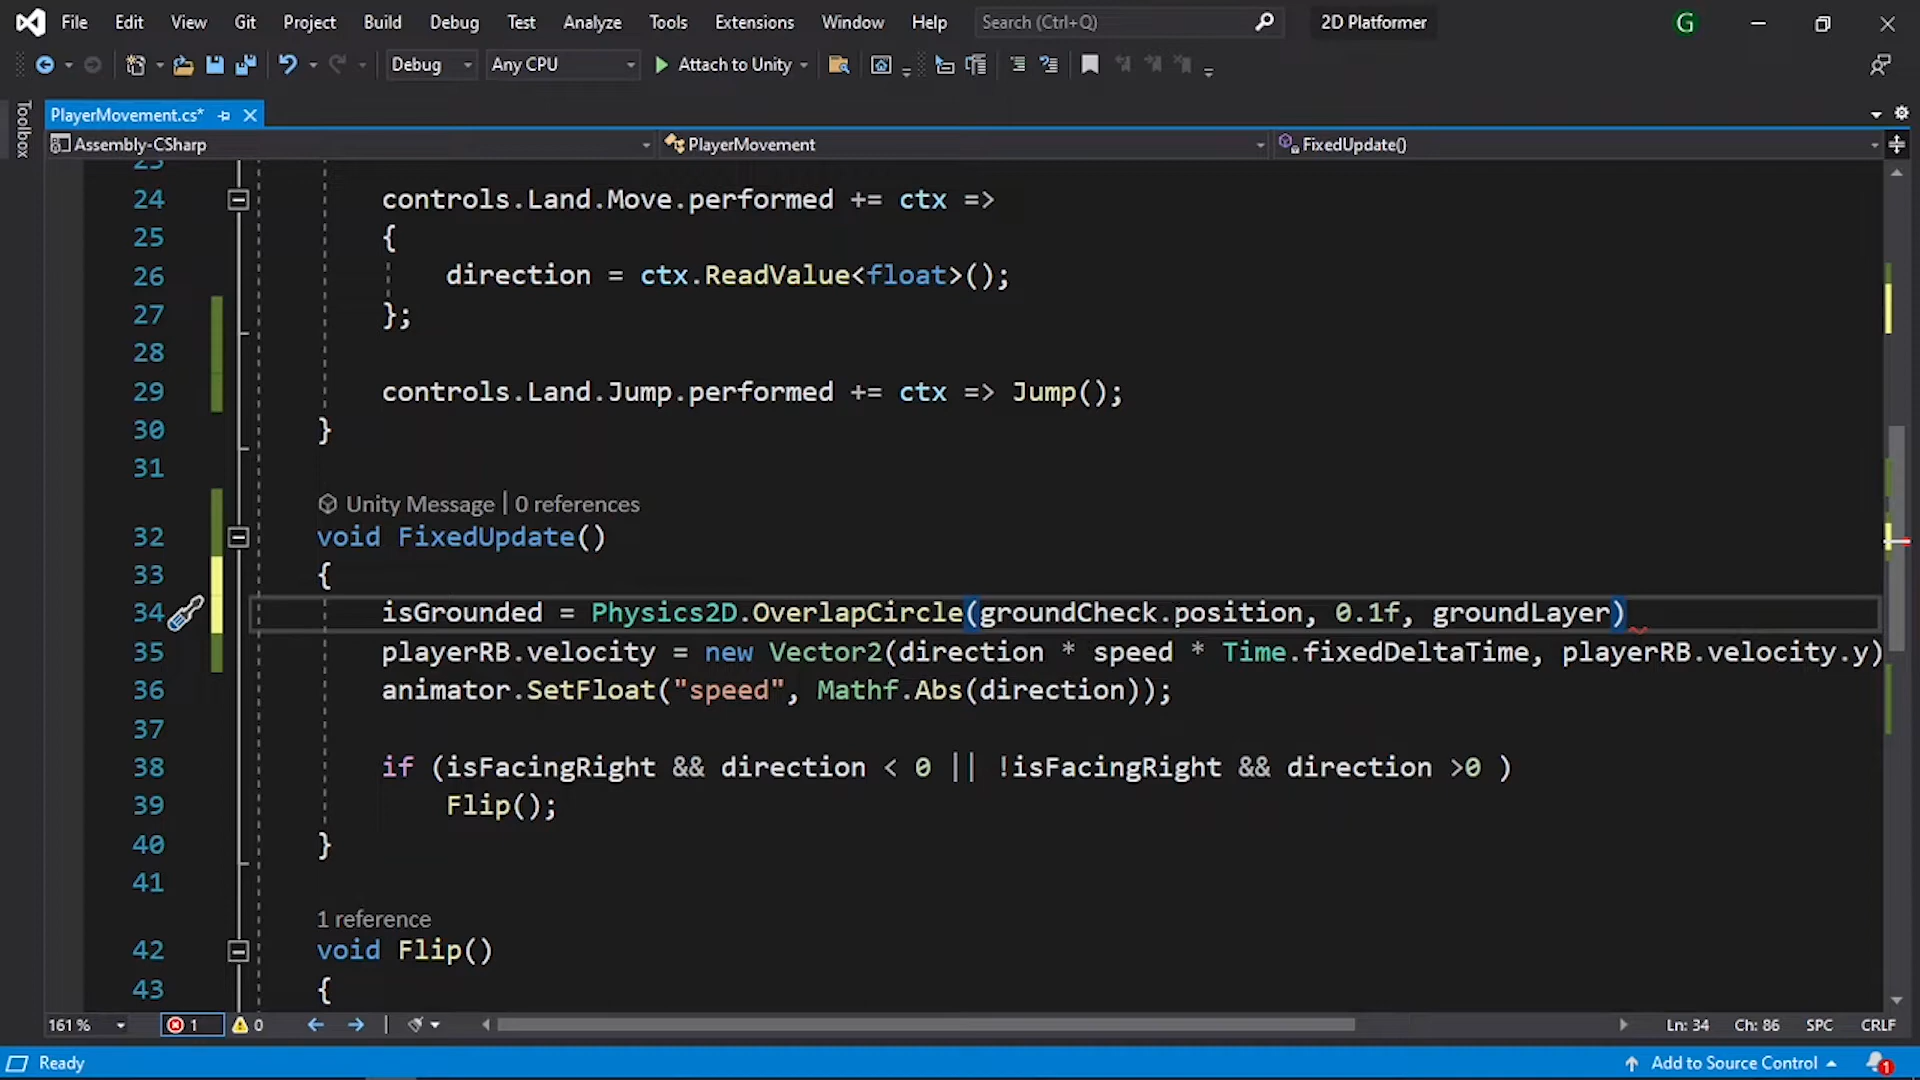 File Edit View Git Project Build Debug Test Analyze Tools Extensions Window Help Search (Ctrl+Q) 2D Platformer G
Debug Any CPU Attach to Unity
Toolbox
PlayerMovement.cs*
Assembly-CSharp PlayerMovement FixedUpdate()
23
24 controls.Land.Move.performed += ctx =>
25 {
26 direction = ctx.ReadValue<float>();
27 };
28
29 controls.Land.Jump.performed += ctx => Jump();
30 }
31
Unity Message | 0 references
32 void FixedUpdate()
33 {
34 isGrounded = Physics2D.OverlapCircle(groundCheck.position, 0.1f, groundLayer)
35 playerRB.velocity = new Vector2(direction * speed * Time.fixedDeltaTime, playerRB.velocity.y)
36 animator.SetFloat("speed", Mathf.Abs(direction));
37
38 if (isFacingRight && direction < 0 || !isFacingRight && direction >0 )
39 Flip();
40 }
41
1 reference
42 void Flip()
43 {
161 % 1 0 Ln: 34 Ch: 86 SPC CRLF
Ready Add to Source Control 1